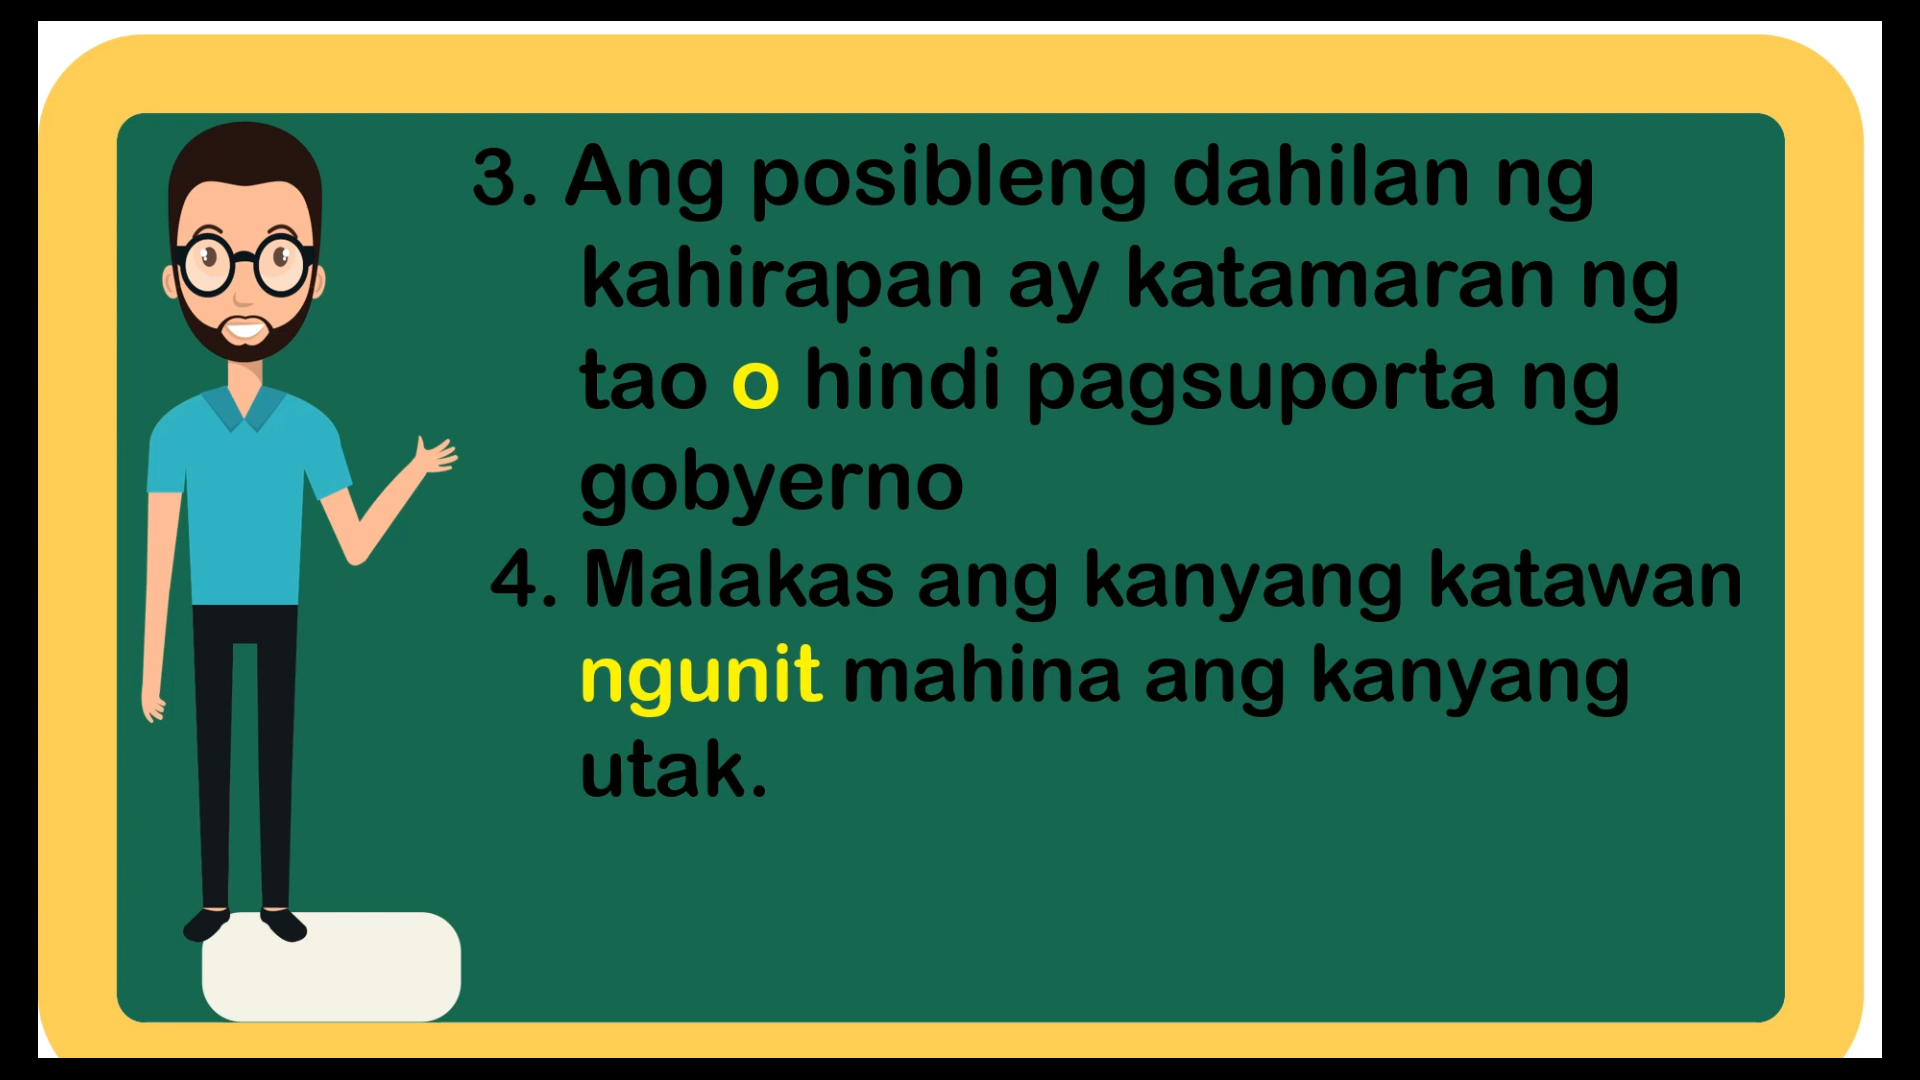 3. Ang posibleng dahilan ng
kahirapan ay katamaran ng
tao o hindi pagsuporta ng
gobyerno
4. Malakas ang kanyang katawan
ngunit mahina ang kanyang
utak.